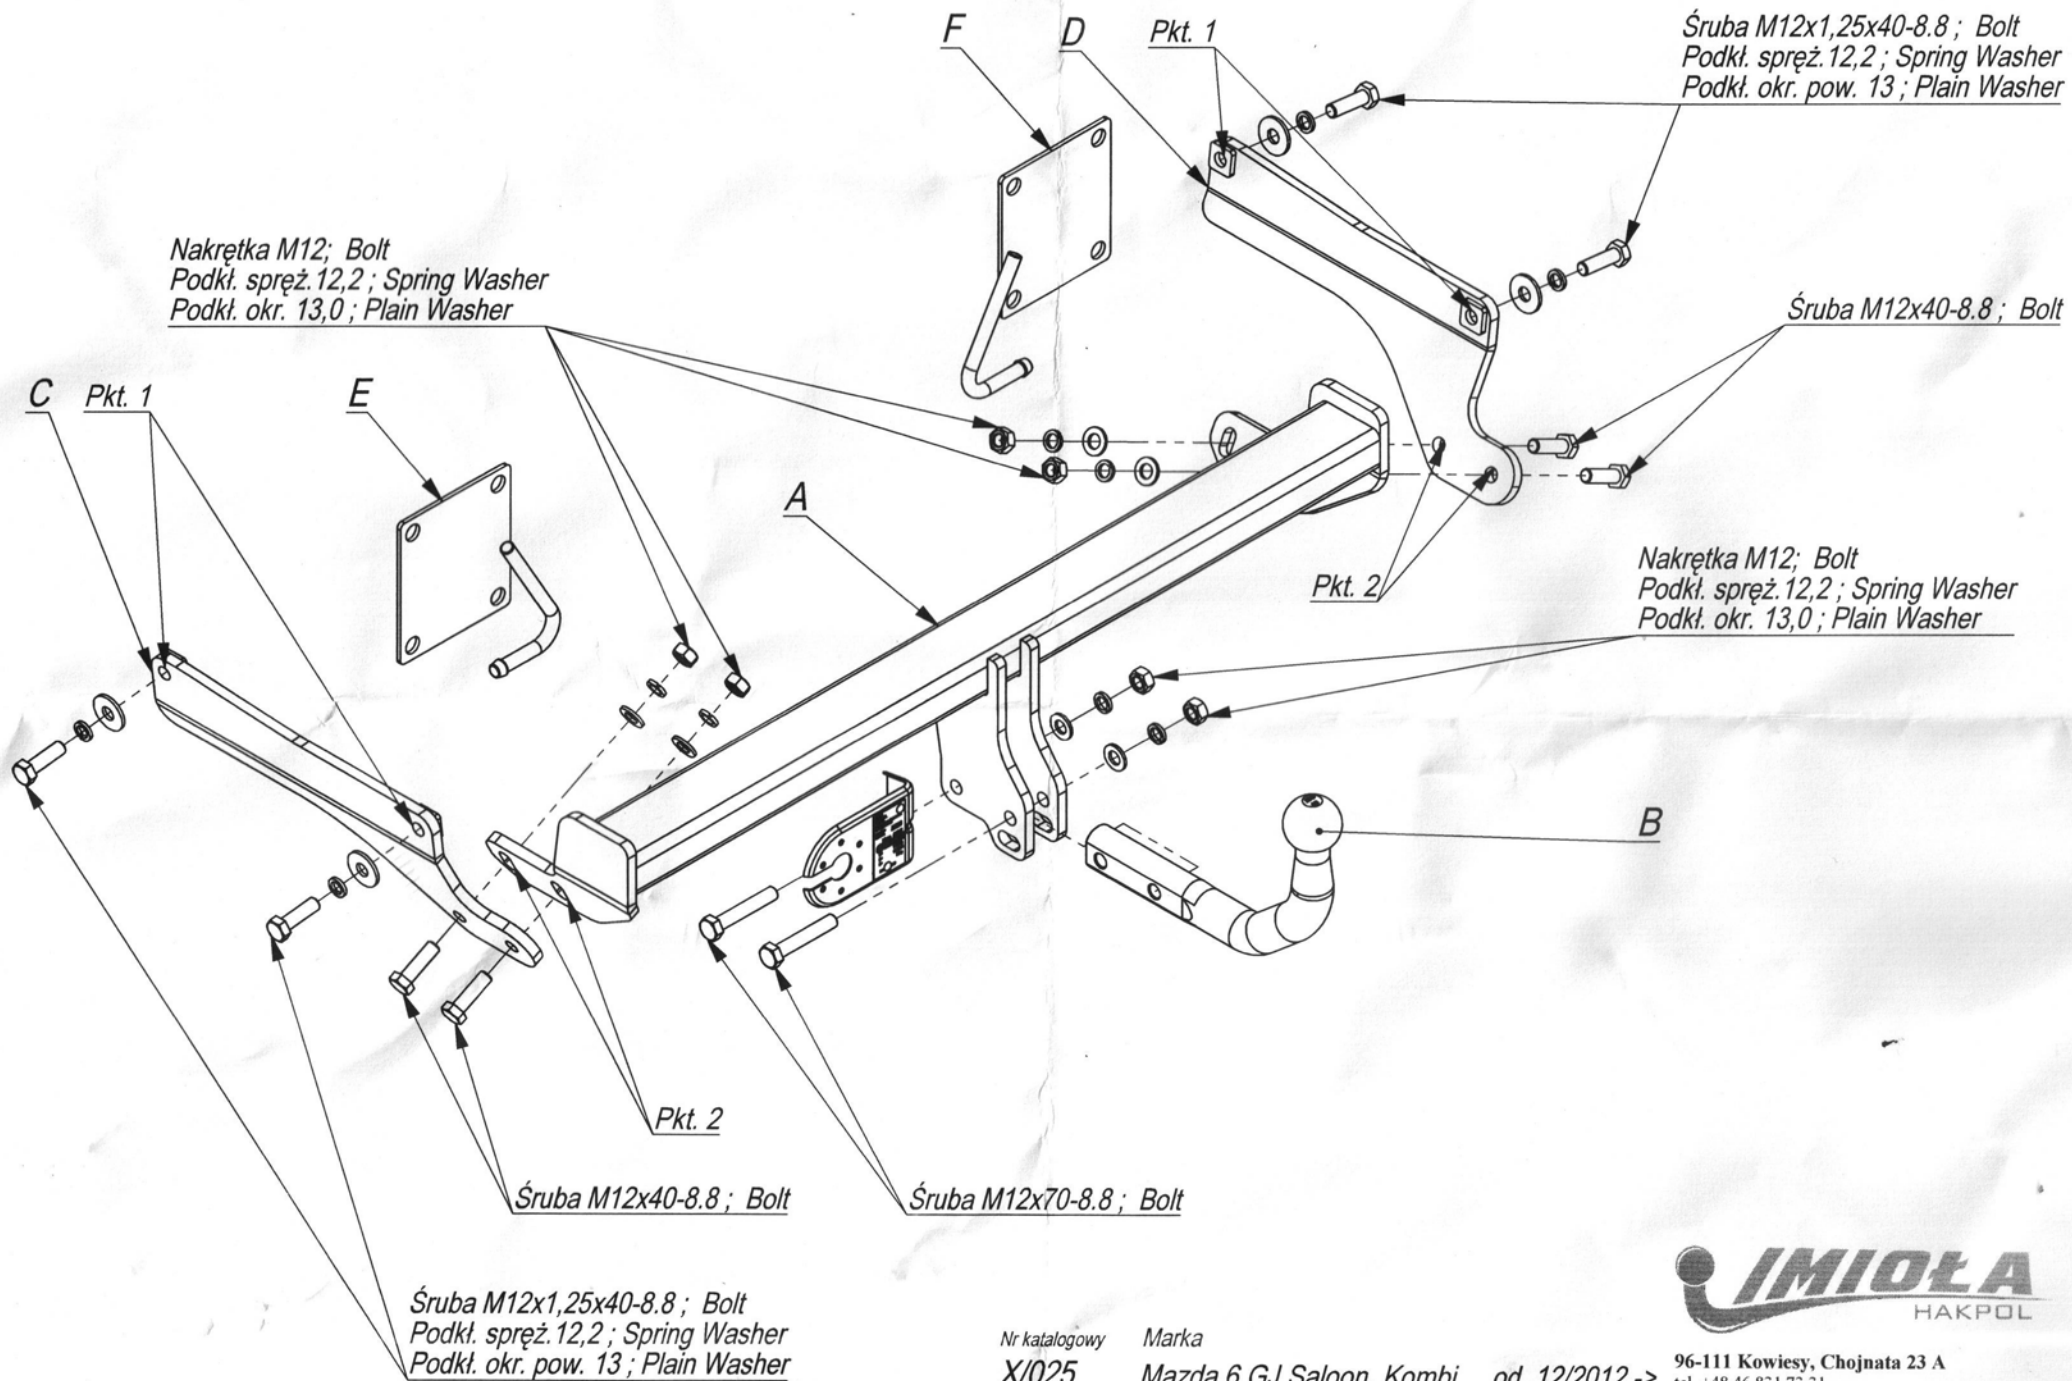 F
D
Pkt. 1
Śruba M12x1,25x40-8.8 ; Bolt
Podkł. spręż. 12,2 ; Spring Washer
Podkł. okr. pow. 13 ; Plain Washer
Nakrętka M12; Bolt
Podkł. spręż. 12,2 ; Spring Washer
Podkł. okr. 13,0 ; Plain Washer
Śruba M12x40-8.8 ; Bolt
C
Pkt. 1
E
A
Pkt. 2
Nakrętka M12; Bolt
Podkł. spręż. 12,2 ; Spring Washer
Podkł. okr. 13,0 ; Plain Washer
B
Pkt. 2
Śruba M12x40-8.8 ; Bolt
Śruba M12x70-8.8 ; Bolt
Śruba M12x1,25x40-8.8 ; Bolt
Podkł. spręż. 12,2 ; Spring Washer
Podkł. okr. pow. 13 ; Plain Washer
IMIOŁA
HAKPOL
Nr katalogowy Marka
X/025 Mazda 6 GJ Saloon, Kombi od 12/2012 ->
96-111 Kowiesy, Chojnata 23 A